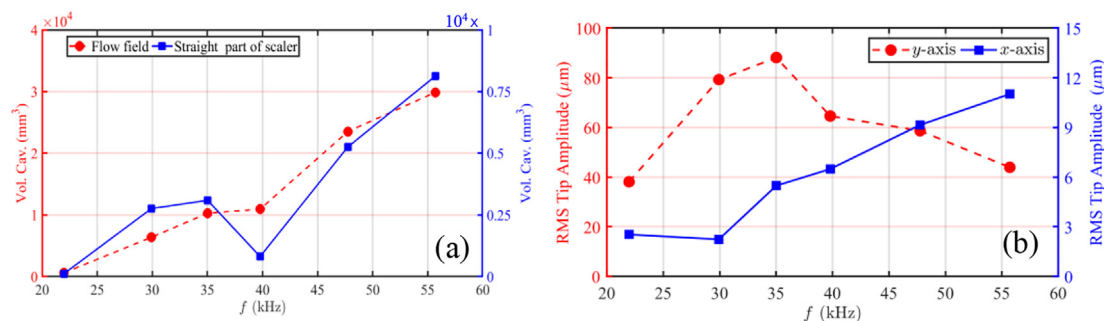 ×10⁴
10⁴×
4
3
2
1
0
Vol. Cav. (mm³)
Flow field
Straight part of scaler
1
0.75
0.5
0.25
0
Vol. Cav. (mm³)
(a)
20 25 30 35 40 45 50 55 60
f (kHz)
100
80
60
40
20
0
RMS Tip Amplitude (μm)
y-axis
x-axis
15
12
9
6
3
0
RMS Tip Amplitude (μm)
(b)
20 25 30 35 40 45 50 55 60
f (kHz)